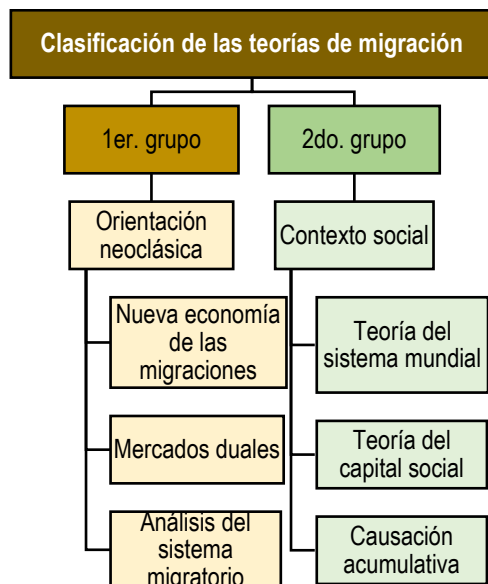 Clasificación de las teorías de migración
1er. grupo
2do. grupo
Orientación
neoclásica
Contexto social
Nueva economía
de las
migraciones
Teoría del
sistema mundial
Mercados duales
Teoría del
capital social
Análisis del
sistema
migratorio
Causación
acumulativa